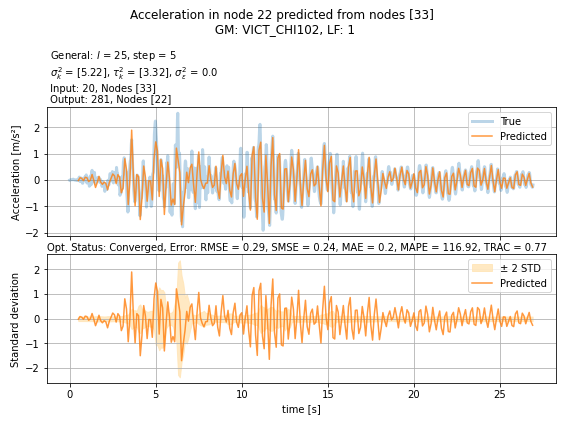 Acceleration in node 22 predicted from nodes [33]
GM: VICT_CHI102, LF: 1
General: l = 25, step = 5
σ²ₖ = [5.22], τ²ₖ = [3.32], σ²ε = 0.0
Input: 20, Nodes [33]
Output: 281, Nodes [22]
Acceleration [m/s²]
2
1
0
−1
−2
True
Predicted
Opt. Status: Converged, Error: RMSE = 0.29, SMSE = 0.24, MAE = 0.2, MAPE = 116.92, TRAC = 0.77
Standard deviation
2
1
0
−1
−2
± 2 STD
Predicted
0 5 10 15 20 25
time [s]